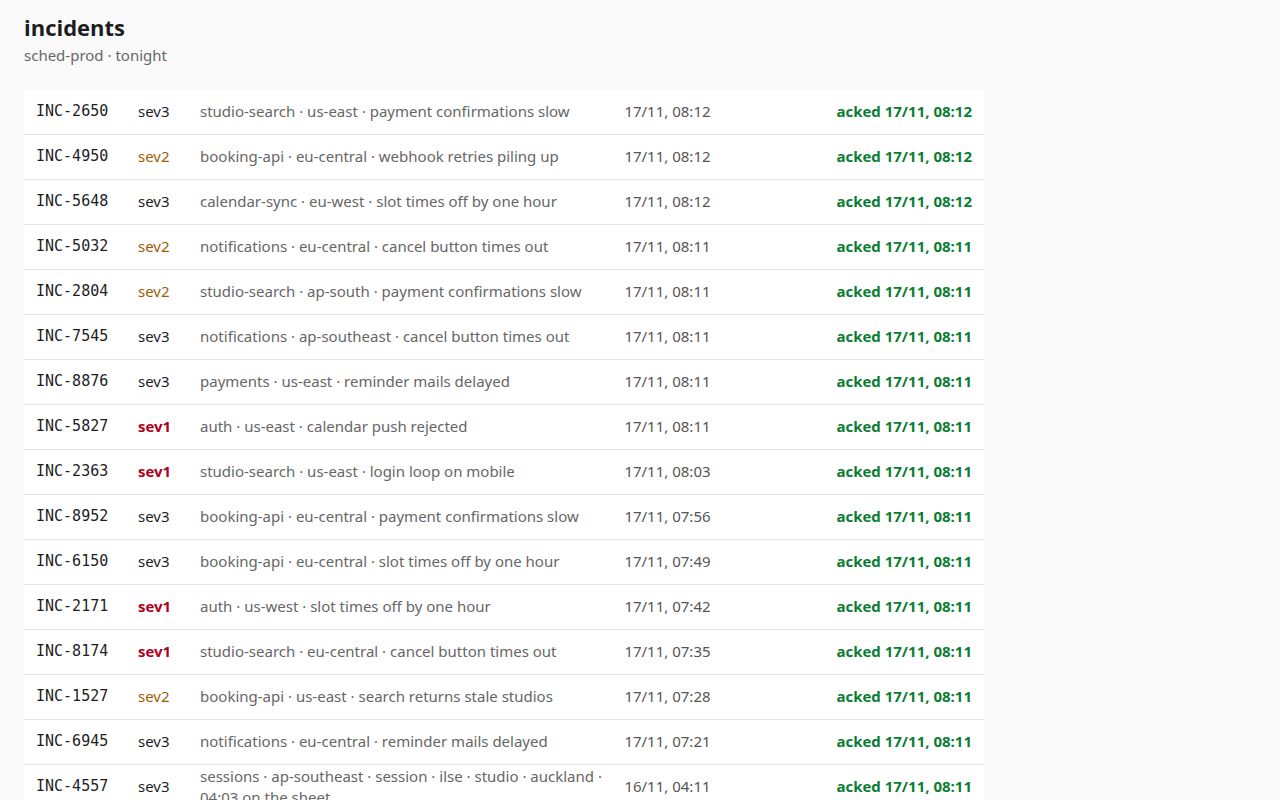 incidents
sched-prod · tonight
INC-2650 sev3 studio-search · us-east · payment confirmations slow 17/11, 08:12 acked 17/11, 08:12
INC-4950 sev2 booking-api · eu-central · webhook retries piling up 17/11, 08:12 acked 17/11, 08:12
INC-5648 sev3 calendar-sync · eu-west · slot times off by one hour 17/11, 08:12 acked 17/11, 08:12
INC-5032 sev2 notifications · eu-central · cancel button times out 17/11, 08:11 acked 17/11, 08:11
INC-2804 sev2 studio-search · ap-south · payment confirmations slow 17/11, 08:11 acked 17/11, 08:11
INC-7545 sev3 notifications · ap-southeast · cancel button times out 17/11, 08:11 acked 17/11, 08:11
INC-8876 sev3 payments · us-east · reminder mails delayed 17/11, 08:11 acked 17/11, 08:11
INC-5827 sev1 auth · us-east · calendar push rejected 17/11, 08:11 acked 17/11, 08:11
INC-2363 sev1 studio-search · us-east · login loop on mobile 17/11, 08:03 acked 17/11, 08:11
INC-8952 sev3 booking-api · eu-central · payment confirmations slow 17/11, 07:56 acked 17/11, 08:11
INC-6150 sev3 booking-api · eu-central · slot times off by one hour 17/11, 07:49 acked 17/11, 08:11
INC-2171 sev1 auth · us-west · slot times off by one hour 17/11, 07:42 acked 17/11, 08:11
INC-8174 sev1 studio-search · eu-central · cancel button times out 17/11, 07:35 acked 17/11, 08:11
INC-1527 sev2 booking-api · us-east · search returns stale studios 17/11, 07:28 acked 17/11, 08:11
INC-6945 sev3 notifications · eu-central · reminder mails delayed 17/11, 07:21 acked 17/11, 08:11
INC-4557 sev3 sessions · ap-southeast · session · ilse · studio · auckland · 16/11, 04:11 acked 17/11, 08:11
04:03 on the sheet